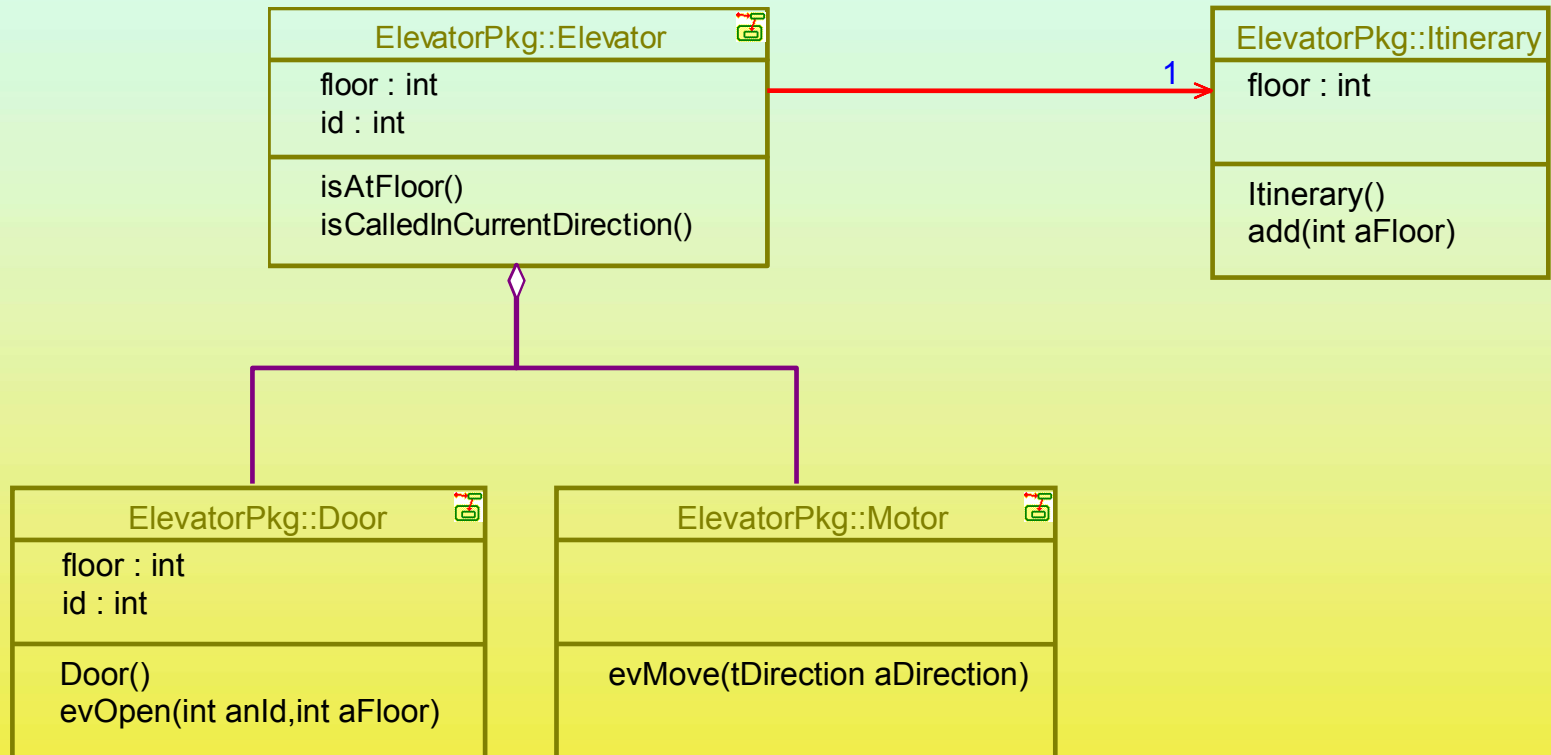 ElevatorPkg::Elevator
floor : int
id : int
isAtFloor()
isCalledInCurrentDirection()
1
ElevatorPkg::Itinerary
floor : int
Itinerary()
add(int aFloor)
ElevatorPkg::Door
floor : int
id : int
Door()
evOpen(int anId,int aFloor)
ElevatorPkg::Motor
evMove(tDirection aDirection)